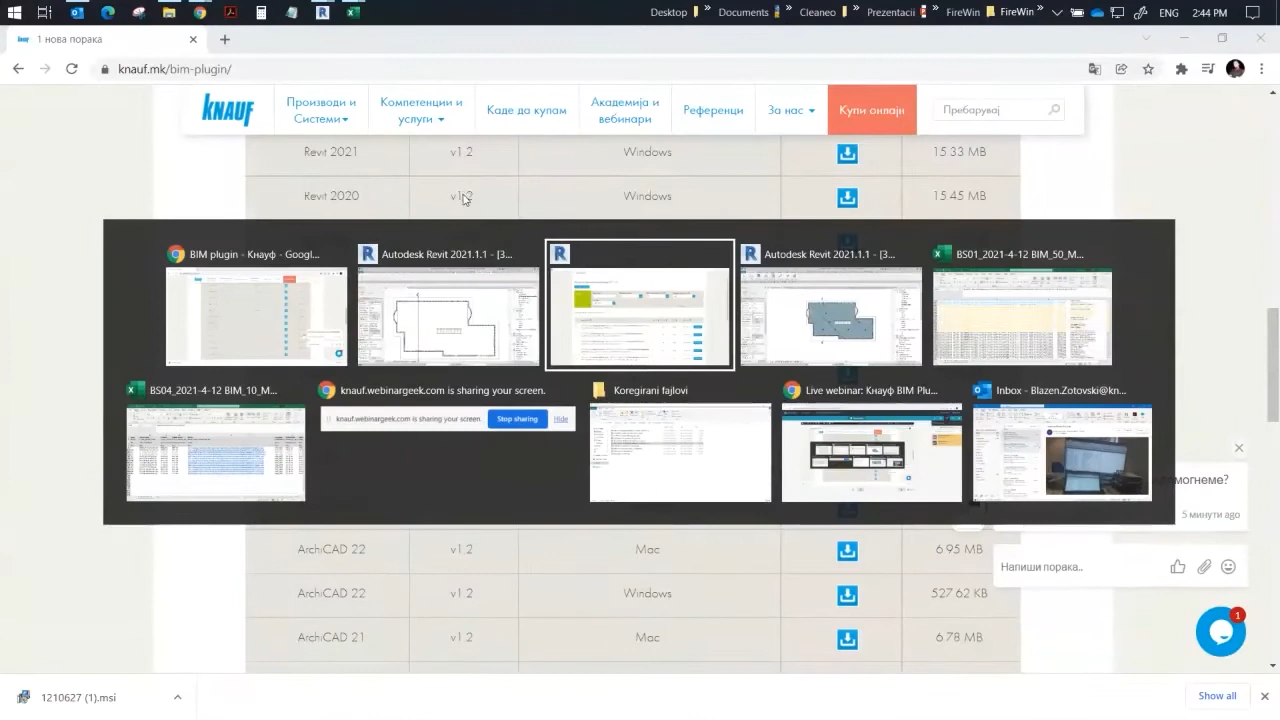 Desktop
Documents
Cleaneo
Prezentacii
FireWin
FireWin
ENG
2:44 PM
1 нова порака
knauf.mk/bim-plugin/
KNAUF
Производи и
Системи
Компетенции и
услуги
Каде да купам
Академија и
вебинари
Референци
За нас
Купи онлајн
Пребарувај
Revit 2021 v1.2 Windows 15.33 MB
Revit 2020 v1.2 Windows 15.45 MB
BIM plugin - Кнауф - Googl...
Autodesk Revit 2021.1.1 - [3...
Autodesk Revit 2021.1.1 - [3...
BS01_2021-4-12 BIM_50_M...
BS04_2021-4-12 BIM_10_M...
knauf.webinargeek.com is sharing your screen.
knauf.webinargeek.com is sharing your screen. Stop sharing Hide
Koregirani fajlovi
Live webinar: Кнауф BIM Plu...
Inbox - Blazen.Zotovski@kn...
5 минути ago
ArchiCAD 22 v1.2 Mac 6.95 MB
Напиши порака..
ArchiCAD 22 v1.2 Windows 527.62 KB
ArchiCAD 21 v1.2 Mac 6.78 MB
1
1210627 (1).msi
Show all